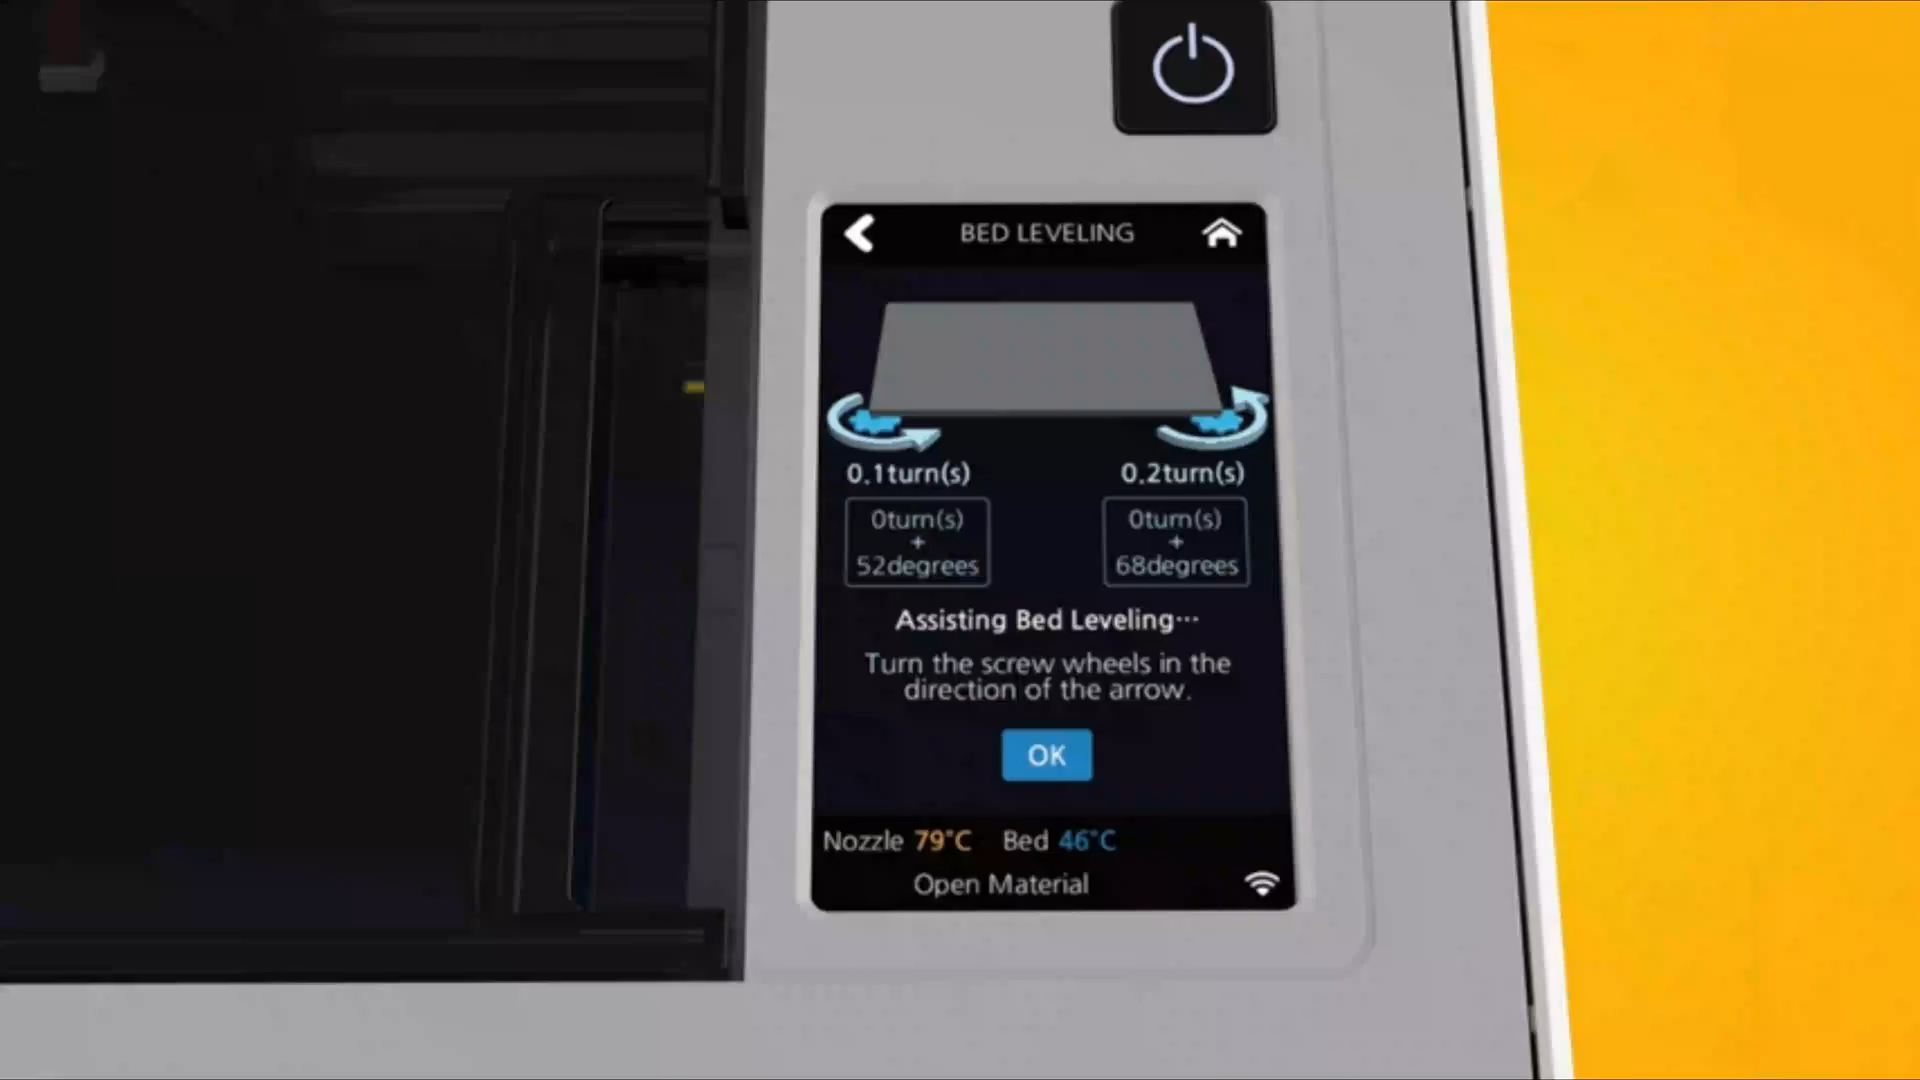 BED LEVELING
0.1turn(s)
0.2turn(s)
0turn(s)
+
52degrees
0turn(s)
+
68degrees
Assisting Bed Leveling···
Turn the screw wheels in the
direction of the arrow.
OK
Nozzle 79°C Bed 46°C
Open Material